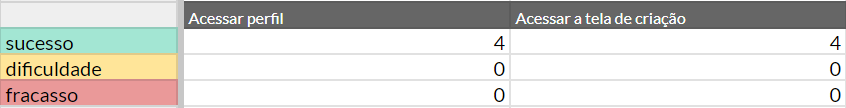 Acessar perfil Acessar a tela de criação
sucesso 4 4
dificuldade 0 0
fracasso 0 0